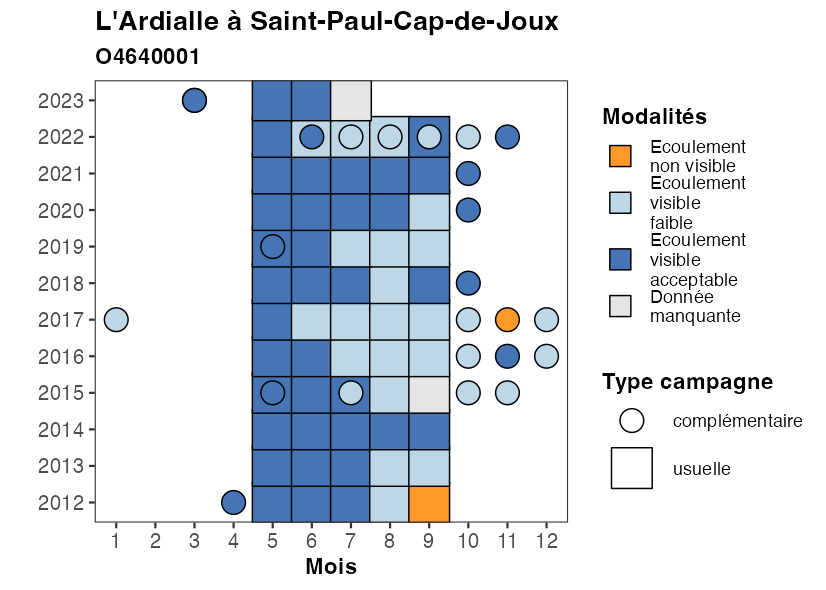 L'Ardialle à Saint-Paul-Cap-de-Joux
O4640001
2023
2022
2021
2020
2019
2018
2017
2016
2015
2014
2013
2012
1 2 3 4 5 6 7 8 9 10 11 12
Mois
Modalités
Ecoulement
non visible
Ecoulement
visible
faible
Ecoulement
visible
acceptable
Donnée
manquante
Type campagne
complémentaire
usuelle